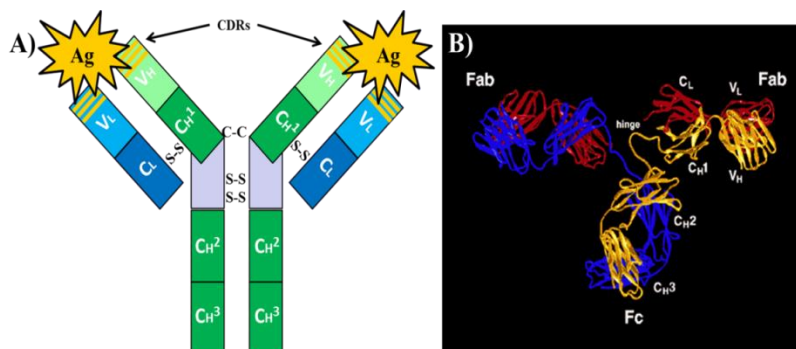 A)
CDRs
Ag
Ag
VH
VH
VL
VL
CH1
CH1
C-C
CL
CL
S-S
S-S
S-S
S-S
CH2
CH2
CH3
CH3
B)
Fab
CL
VL
Fab
hinge
CH1
VH
CH2
CH3
Fc